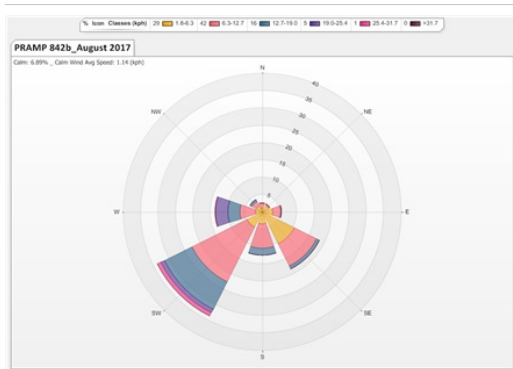 % Icon Classes (kph) 29 1.8-6.3 42 6.3-12.7 16 12.7-19.0 5 19.0-25.4 1 25.4-31.7 0 >31.7
PRAMP 842b_August 2017
Calm: 6.89% _ Calm Wind Avg Speed: 1.14 (kph)
N
40
35
NW
NE
30
25
20
15
10
5
W
E
SW
SE
S